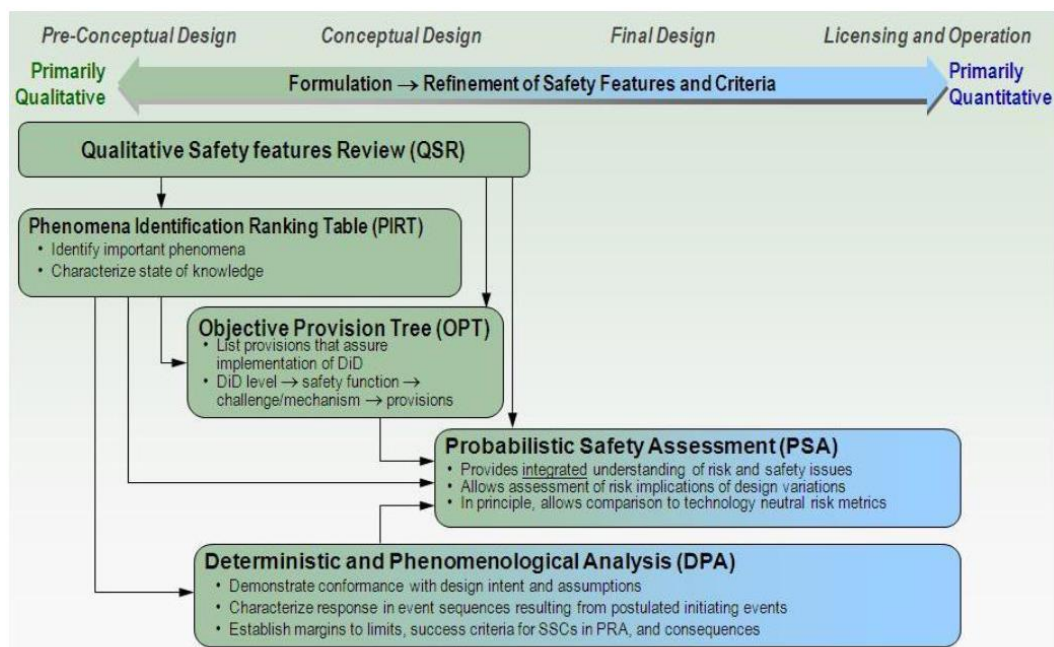 Pre-Conceptual Design Conceptual Design Final Design Licensing and Operation
Primarily
Qualitative
Formulation → Refinement of Safety Features and Criteria
Primarily
Quantitative
Qualitative Safety features Review (QSR)
Phenomena Identification Ranking Table (PIRT)
• Identify important phenomena
• Characterize state of knowledge
Objective Provision Tree (OPT)
• List provisions that assure
implementation of DiD
• DiD level → safety function →
challenge/mechanism → provisions
Probabilistic Safety Assessment (PSA)
• Provides integrated understanding of risk and safety issues
• Allows assessment of risk implications of design variations
• In principle, allows comparison to technology neutral risk metrics
Deterministic and Phenomenological Analysis (DPA)
• Demonstrate conformance with design intent and assumptions
• Characterize response in event sequences resulting from postulated initiating events
• Establish margins to limits, success criteria for SSCs in PRA, and consequences